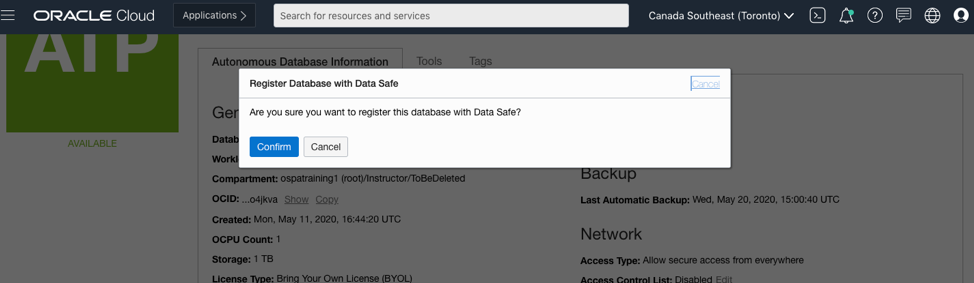 ORACLE Cloud Applications > Search for resources and services Canada Southeast (Toronto)
ATP
Autonomous Database Information Tools Tags
Register Database with Data Safe Cancel
Are you sure you want to register this database with Data Safe?
Confirm Cancel
AVAILABLE
Compartment: ospatraining1 (root)/Instructor/ToBeDeleted
OCID: ...o4jkva Show Copy
Created: Mon, May 11, 2020, 16:44:20 UTC
OCPU Count: 1
Storage: 1 TB
License Type: Bring Your Own License (BYOL)
Backup
Last Automatic Backup: Wed, May 20, 2020, 15:00:40 UTC
Network
Access Type: Allow secure access from everywhere
Access Control List: Disabled Edit